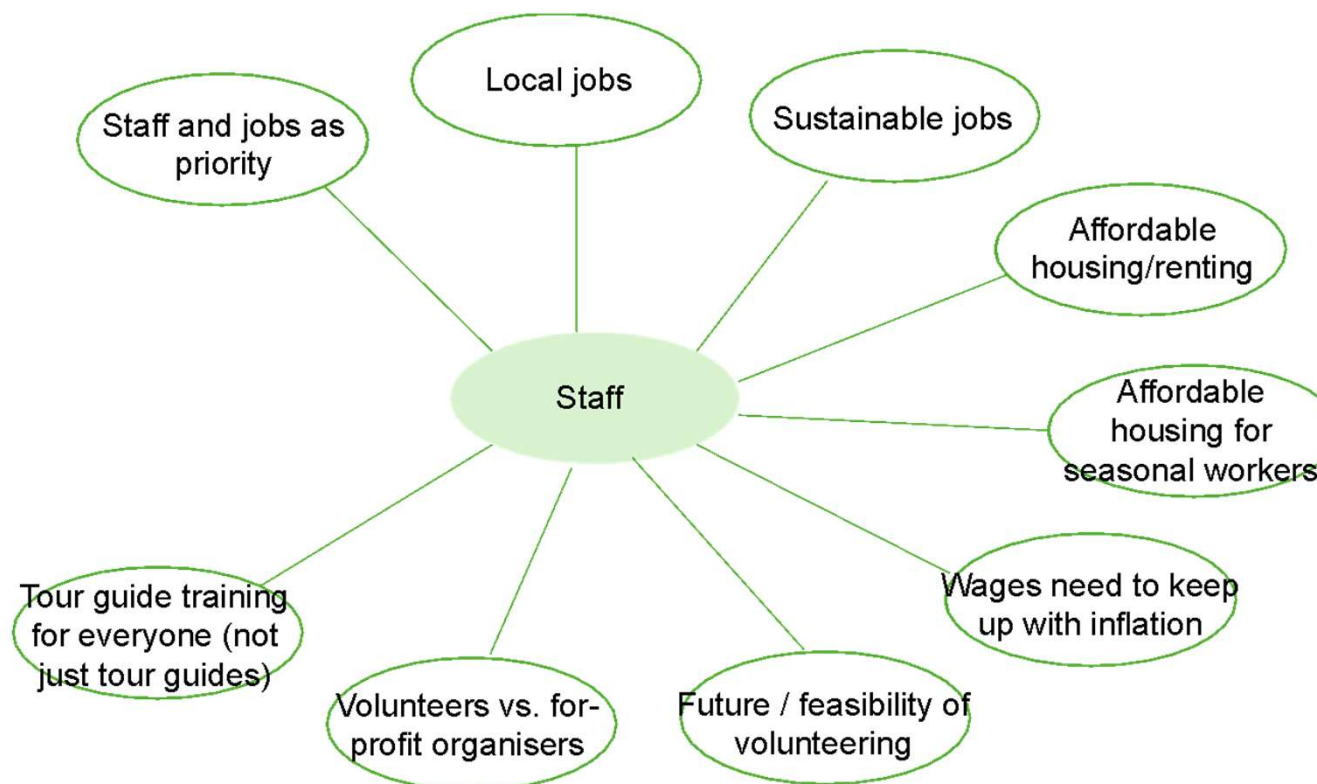 Local jobs
Staff and jobs as
priority
Sustainable jobs
Affordable
housing/renting
Staff
Affordable
housing for
seasonal workers
Wages need to keep
up with inflation
Tour guide training
for everyone (not
just tour guides)
Volunteers vs. for-
profit organisers
Future / feasibility of
volunteering